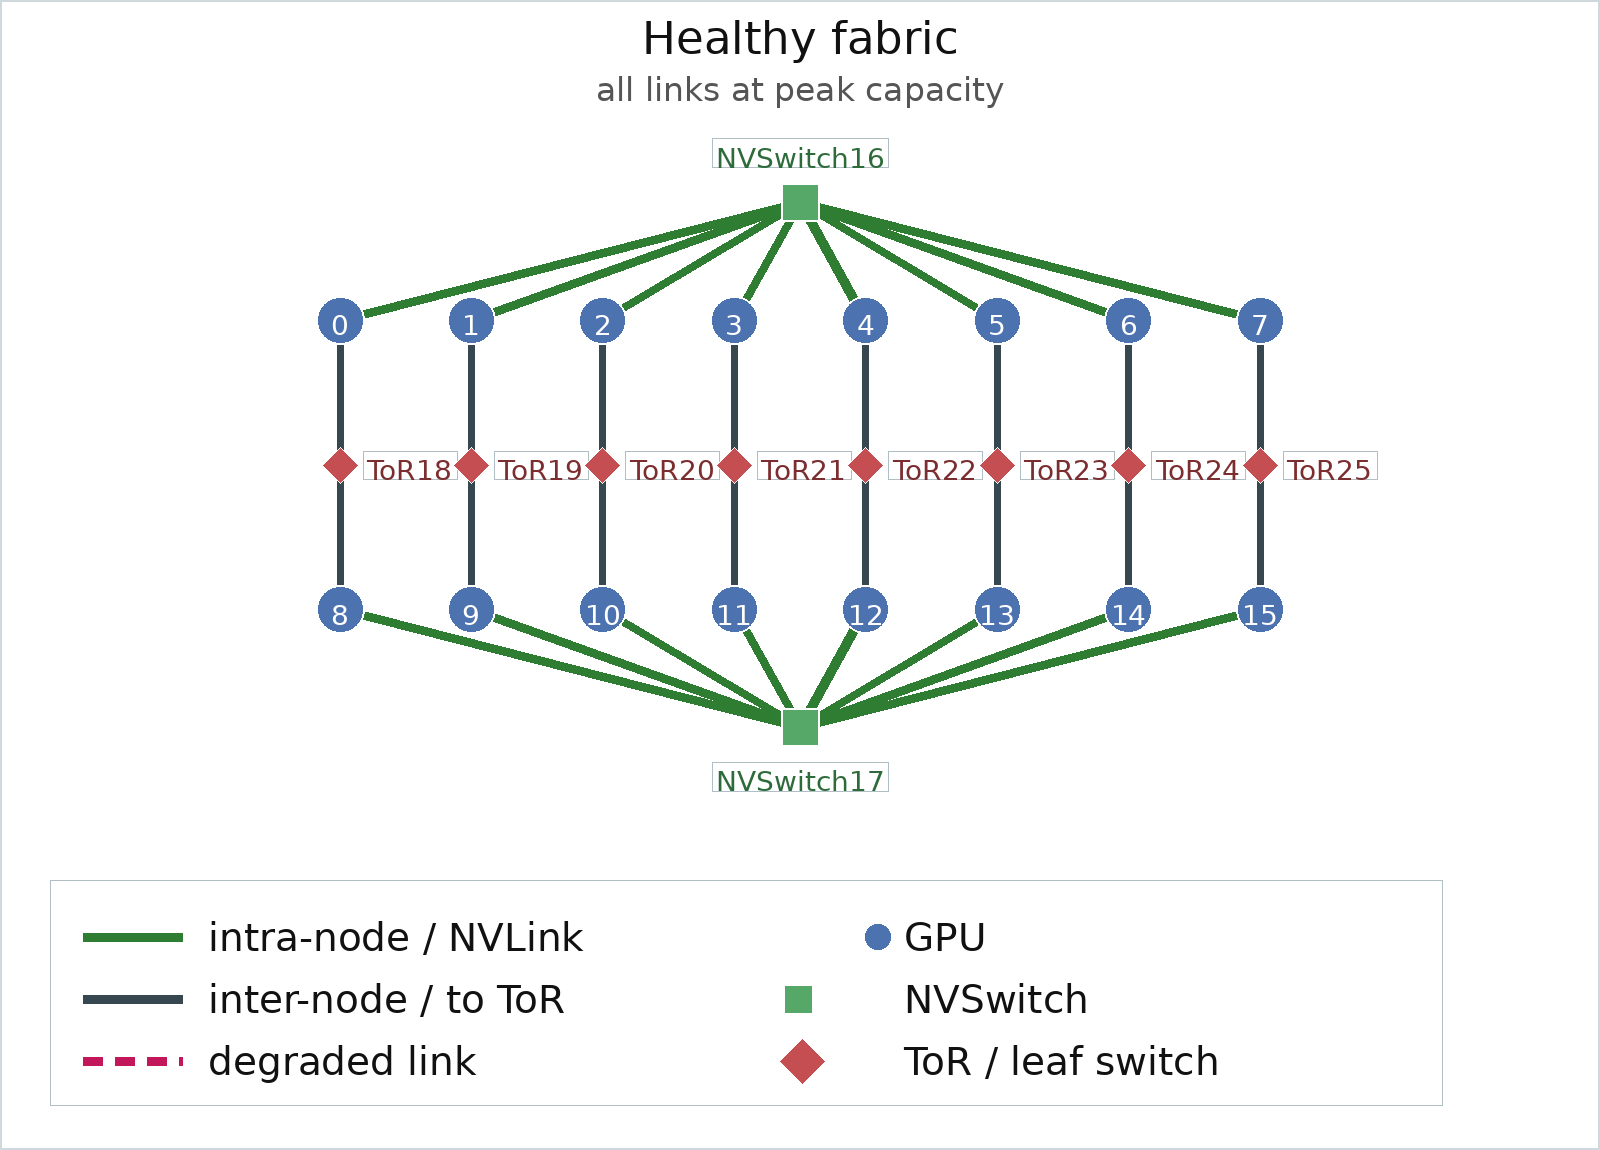 Healthy fabric
all links at peak capacity
NVSwitch16
0 1 2 3 4 5 6 7
ToR18 ToR19 ToR20 ToR21 ToR22 ToR23 ToR24 ToR25
8 9 10 11 12 13 14 15
NVSwitch17
intra-node / NVLink
GPU
inter-node / to ToR
NVSwitch
degraded link
ToR / leaf switch